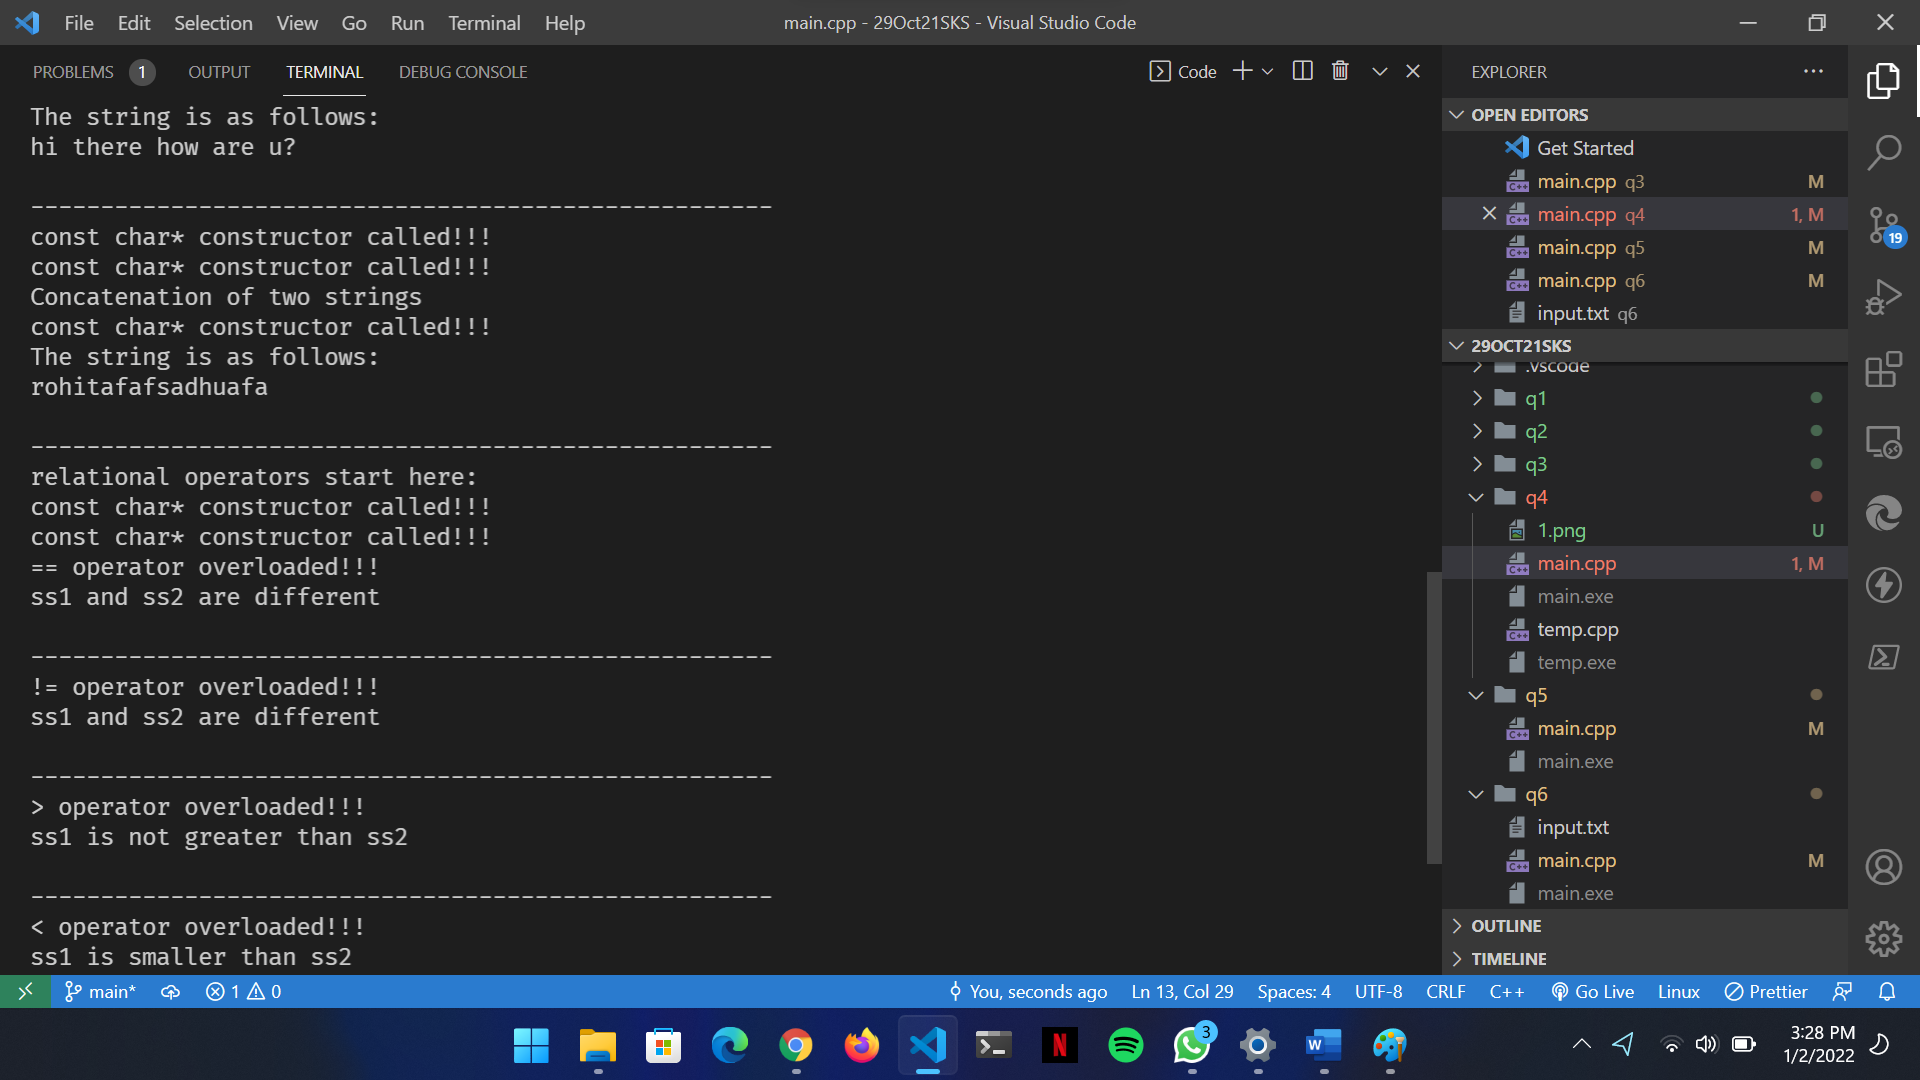 File Edit Selection View Go Run Terminal Help
main.cpp - 29Oct21SKS - Visual Studio Code
PROBLEMS 1 OUTPUT TERMINAL DEBUG CONSOLE
Code
The string is as follows:
hi there how are u?
-----------------------------------------------------
const char* constructor called!!!
const char* constructor called!!!
Concatenation of two strings
const char* constructor called!!!
The string is as follows:
rohitafafsadhuafa
-----------------------------------------------------
relational operators start here:
const char* constructor called!!!
const char* constructor called!!!
== operator overloaded!!!
ss1 and ss2 are different
-----------------------------------------------------
!= operator overloaded!!!
ss1 and ss2 are different
-----------------------------------------------------
> operator overloaded!!!
ss1 is not greater than ss2
-----------------------------------------------------
< operator overloaded!!!
ss1 is smaller than ss2
EXPLORER
OPEN EDITORS
Get Started
main.cpp q3 M
main.cpp q4 1, M
main.cpp q5 M
main.cpp q6 M
input.txt q6
29OCT21SKS
.vscode
q1
q2
q3
q4
1.png U
main.cpp 1, M
main.exe
temp.cpp
temp.exe
q5
main.cpp M
main.exe
q6
input.txt
main.cpp M
main.exe
OUTLINE
TIMELINE
19
main* 1 0
You, seconds ago Ln 13, Col 29 Spaces: 4 UTF-8 CRLF C++ Go Live Linux Prettier
N
3
W
3:28 PM
1/2/2022